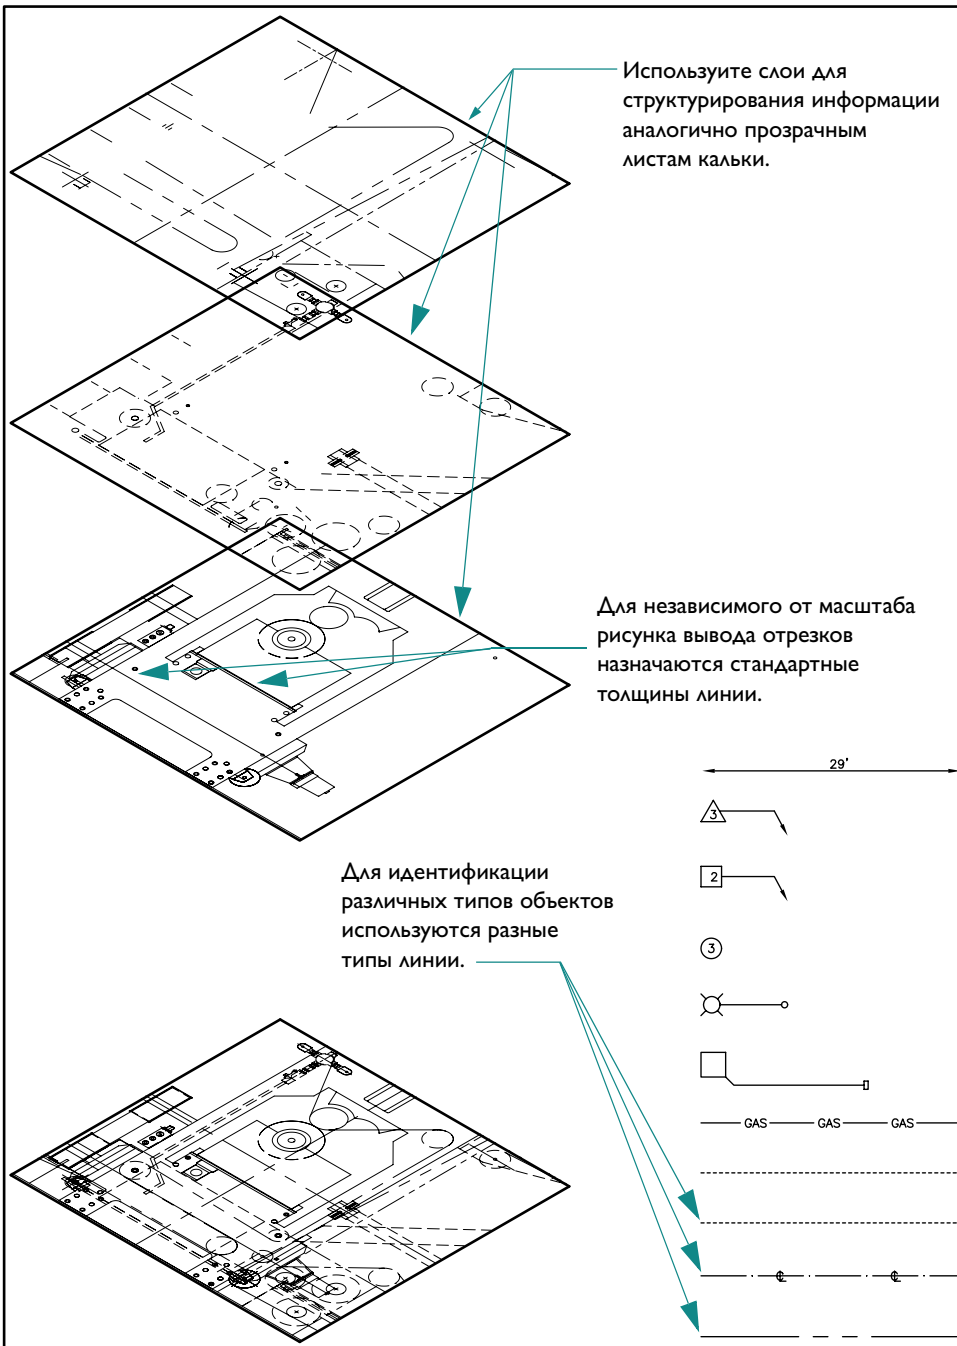 Используите слои для
структурирования информации
аналогично прозрачным
листам кальки.
Для независимого от масштаба
рисунка вывода отрезков
назначаются стандартные
толщины линии.
29'
3
2
Для идентификации
различных типов объектов
используются разные
типы линии.
3
GAS GAS GAS
℄ ℄